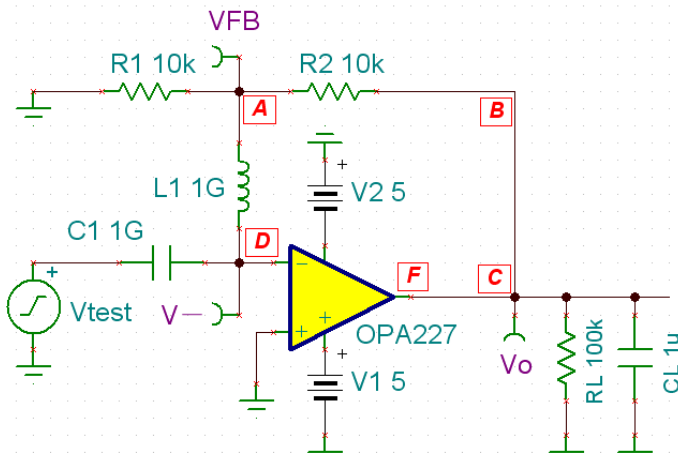 VFB
R1 10k
R2 10k
A
B
L1 1G
+
V2 5
C1 1G
D
+
Vtest
V−
−
+
+
F
C
OPA227
+
V1 5
Vo
RL 100k
CL 1u